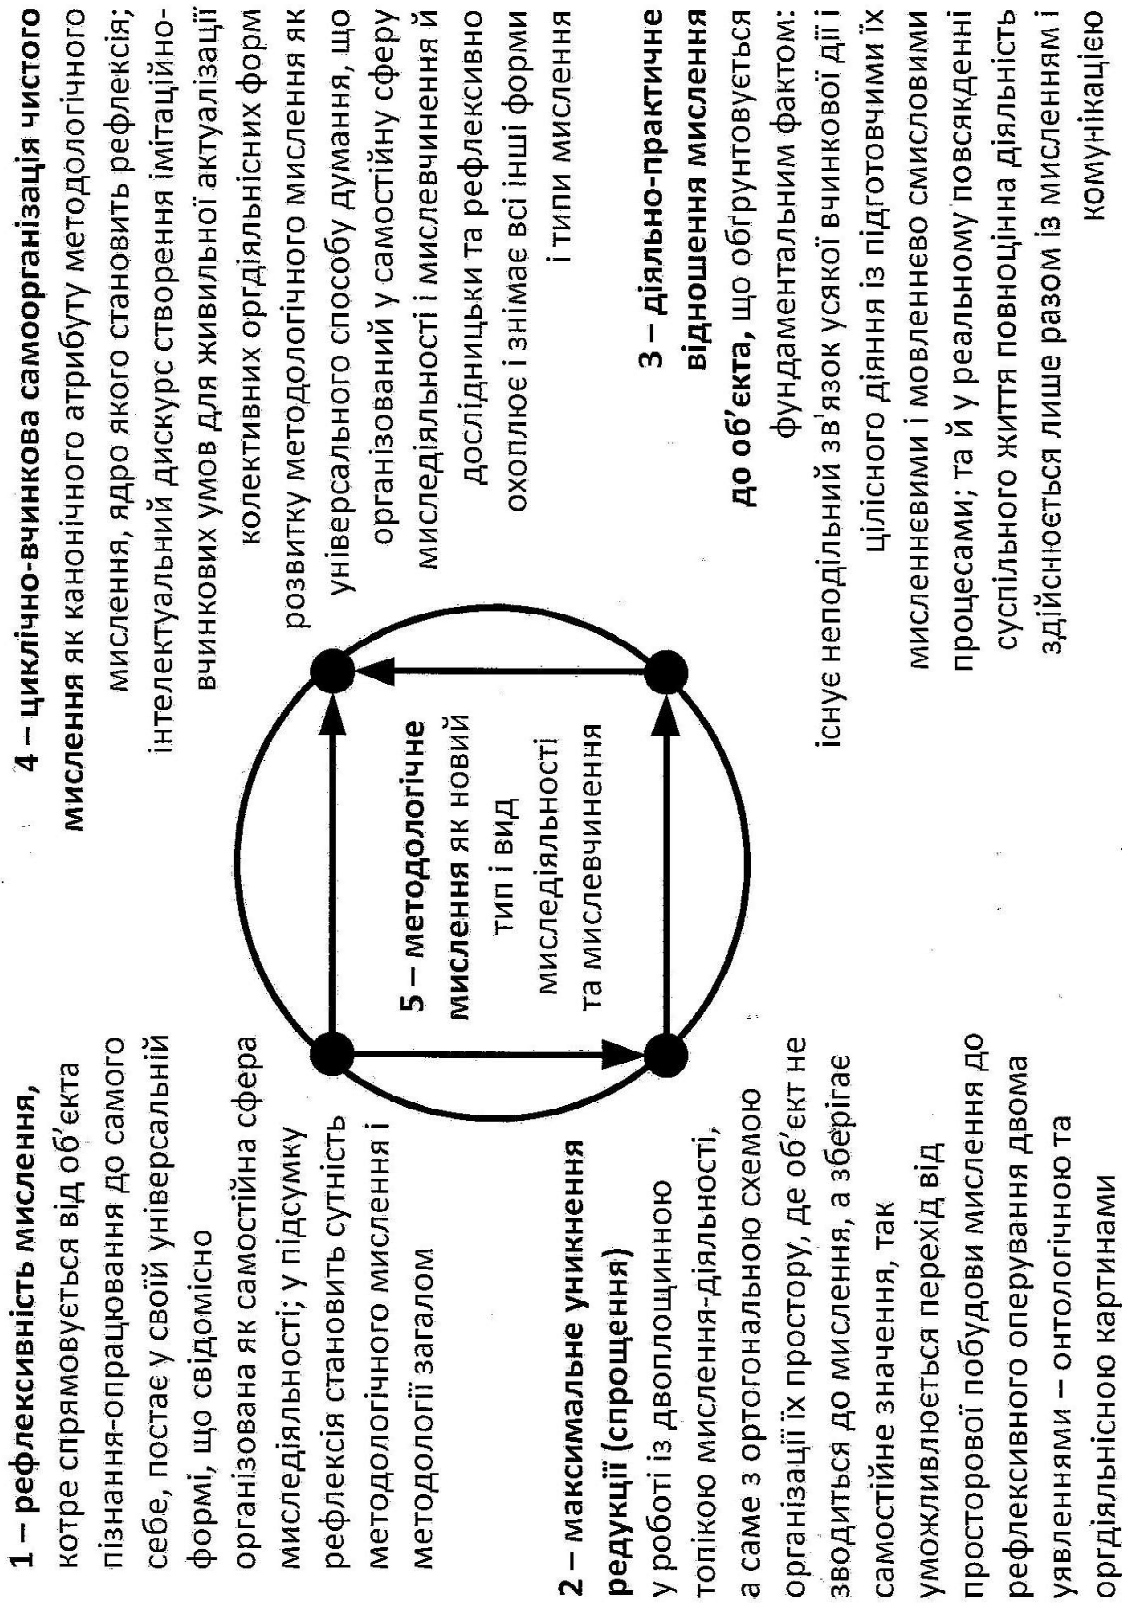 1 – рефлексивність мислення,
котре спрямовується від об'єкта
пізнання-опрацювання до самого
себе, постає у своїй універсальній
формі, що свідомісно
організована як самостійна сфера
миследіяльності; у підсумку
рефлексія становить сутність
методологічного мислення і
методології загалом
4 – циклічно-вчинкова самоорганізація чистого
мислення як канонічного атрибуту методологічного
мислення, ядро якого становить рефлексія;
інтелектуальний дискурс створення імітаційно-
вчинкових умов для живильної актуалізації
колективних оргдіяльнісних форм
розвитку методологічного мислення як
універсального способу думання, що
організований у самостійну сферу
миследіяльності і мислевчинення й
дослідницьки та рефлексивно
охоплює і знімає всі інші форми
і типи мислення
5 – методологічне
мислення як новий
тип і вид
миследіяльності
та мислевчинення
2 – максимальне уникнення
редукції (спрощення)
у роботі із двоплощинною
топікою мислення-діяльності,
а саме з ортогональною схемою
організації їх простору, де об'єкт не
зводиться до мислення, а зберігає
самостійне значення, так
уможливлюється перехід від
просторової побудови мислення до
рефлексивного оперування двома
уявленнями – онтологічною та
оргдіяльнісною картинами
3 – діяльно-практичне
відношення мислення
до об'єкта, що обґрунтовується
фундаментальним фактом:
існує неподільний зв'язок усякої вчинкової дії і
цілісного діяння із підготовчими їх
мисленнєвими і мовленнєво смисловими
процесами; та й у реальному повсякденні
суспільного життя повноцінна діяльність
здійснюється лише разом із мисленням і
комунікацією